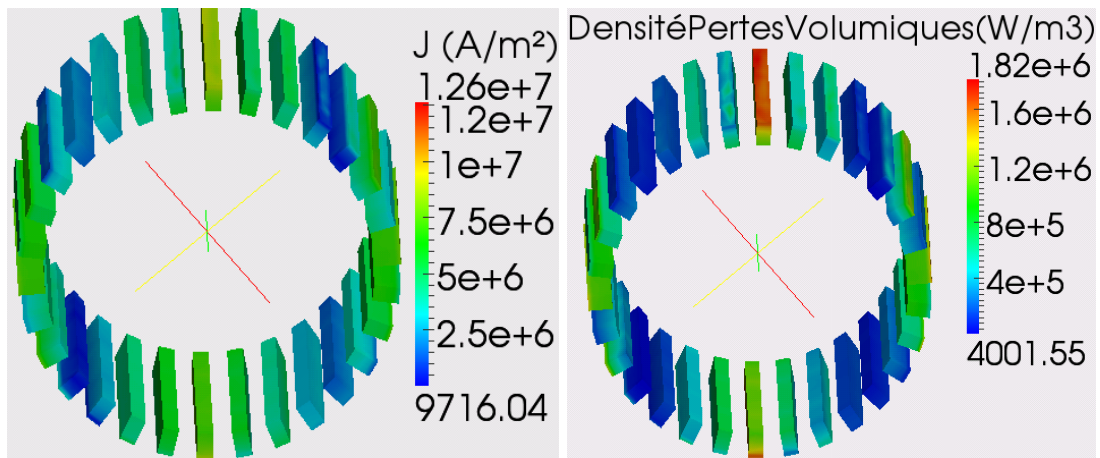 J (A/m²)
1.26e+7
1.2e+7
1e+7
7.5e+6
5e+6
2.5e+6
9716.04
DensitéPertesVolumiques(W/m3)
1.82e+6
1.6e+6
1.2e+6
8e+5
4e+5
4001.55